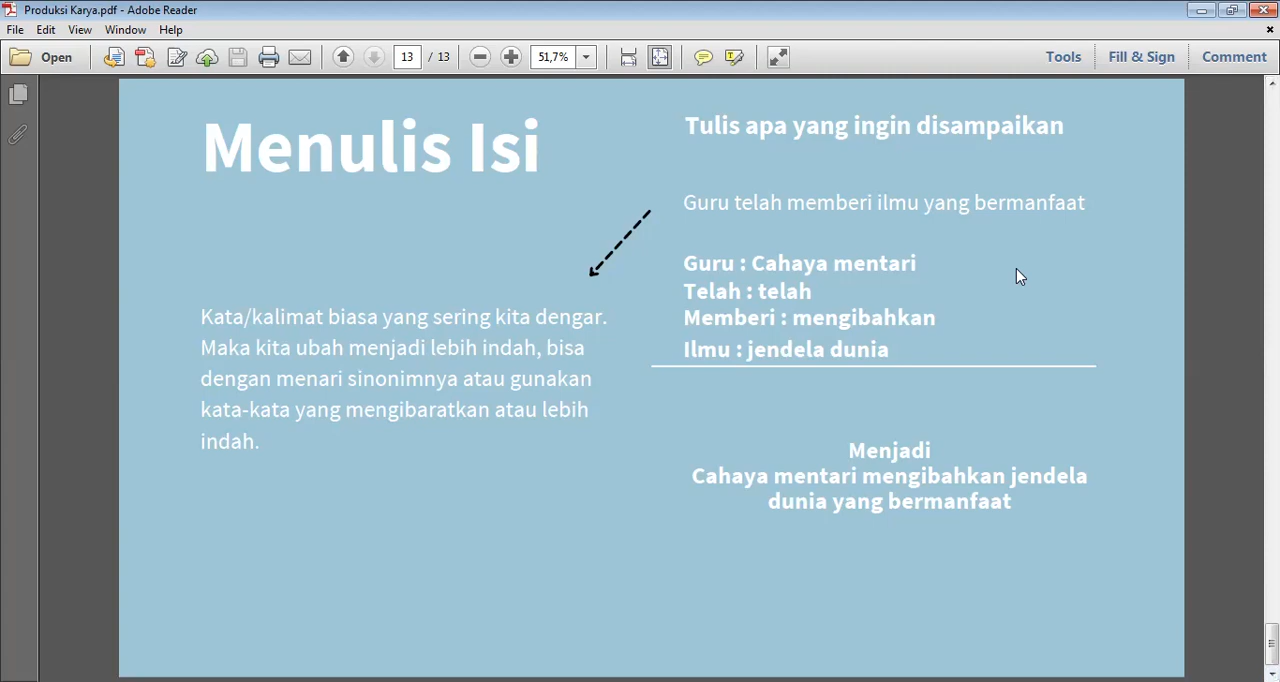 Produksi Karya.pdf - Adobe Reader
File Edit View Window Help
Open 13 / 13 51,7% Tools Fill & Sign Comment
Menulis Isi
Kata/kalimat biasa yang sering kita dengar.
Maka kita ubah menjadi lebih indah, bisa
dengan menari sinonimnya atau gunakan
kata-kata yang mengibaratkan atau lebih
indah.
Tulis apa yang ingin disampaikan
Guru telah memberi ilmu yang bermanfaat
Guru : Cahaya mentari
Telah : telah
Memberi : mengibahkan
Ilmu : jendela dunia
Menjadi
Cahaya mentari mengibahkan jendela
dunia yang bermanfaat